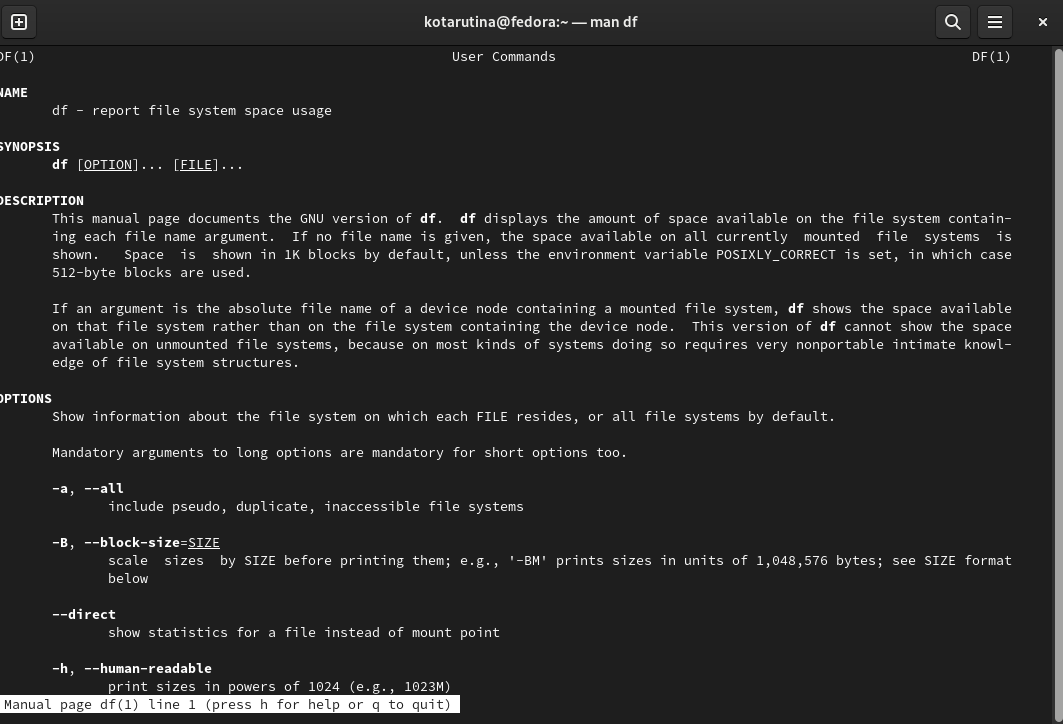 kotarutina@fedora:~ — man df
DF(1) User Commands DF(1)
NAME
df - report file system space usage
SYNOPSIS
df [OPTION]... [FILE]...
DESCRIPTION
This manual page documents the GNU version of df. df displays the amount of space available on the file system contain-
ing each file name argument. If no file name is given, the space available on all currently mounted file systems is
shown. Space is shown in 1K blocks by default, unless the environment variable POSIXLY_CORRECT is set, in which case
512-byte blocks are used.
If an argument is the absolute file name of a device node containing a mounted file system, df shows the space available
on that file system rather than on the file system containing the device node. This version of df cannot show the space
available on unmounted file systems, because on most kinds of systems doing so requires very nonportable intimate knowl-
edge of file system structures.
OPTIONS
Show information about the file system on which each FILE resides, or all file systems by default.
Mandatory arguments to long options are mandatory for short options too.
-a, --all
include pseudo, duplicate, inaccessible file systems
-B, --block-size=SIZE
scale sizes by SIZE before printing them; e.g., '-BM' prints sizes in units of 1,048,576 bytes; see SIZE format
below
--direct
show statistics for a file instead of mount point
-h, --human-readable
print sizes in powers of 1024 (e.g., 1023M)
Manual page df(1) line 1 (press h for help or q to quit)